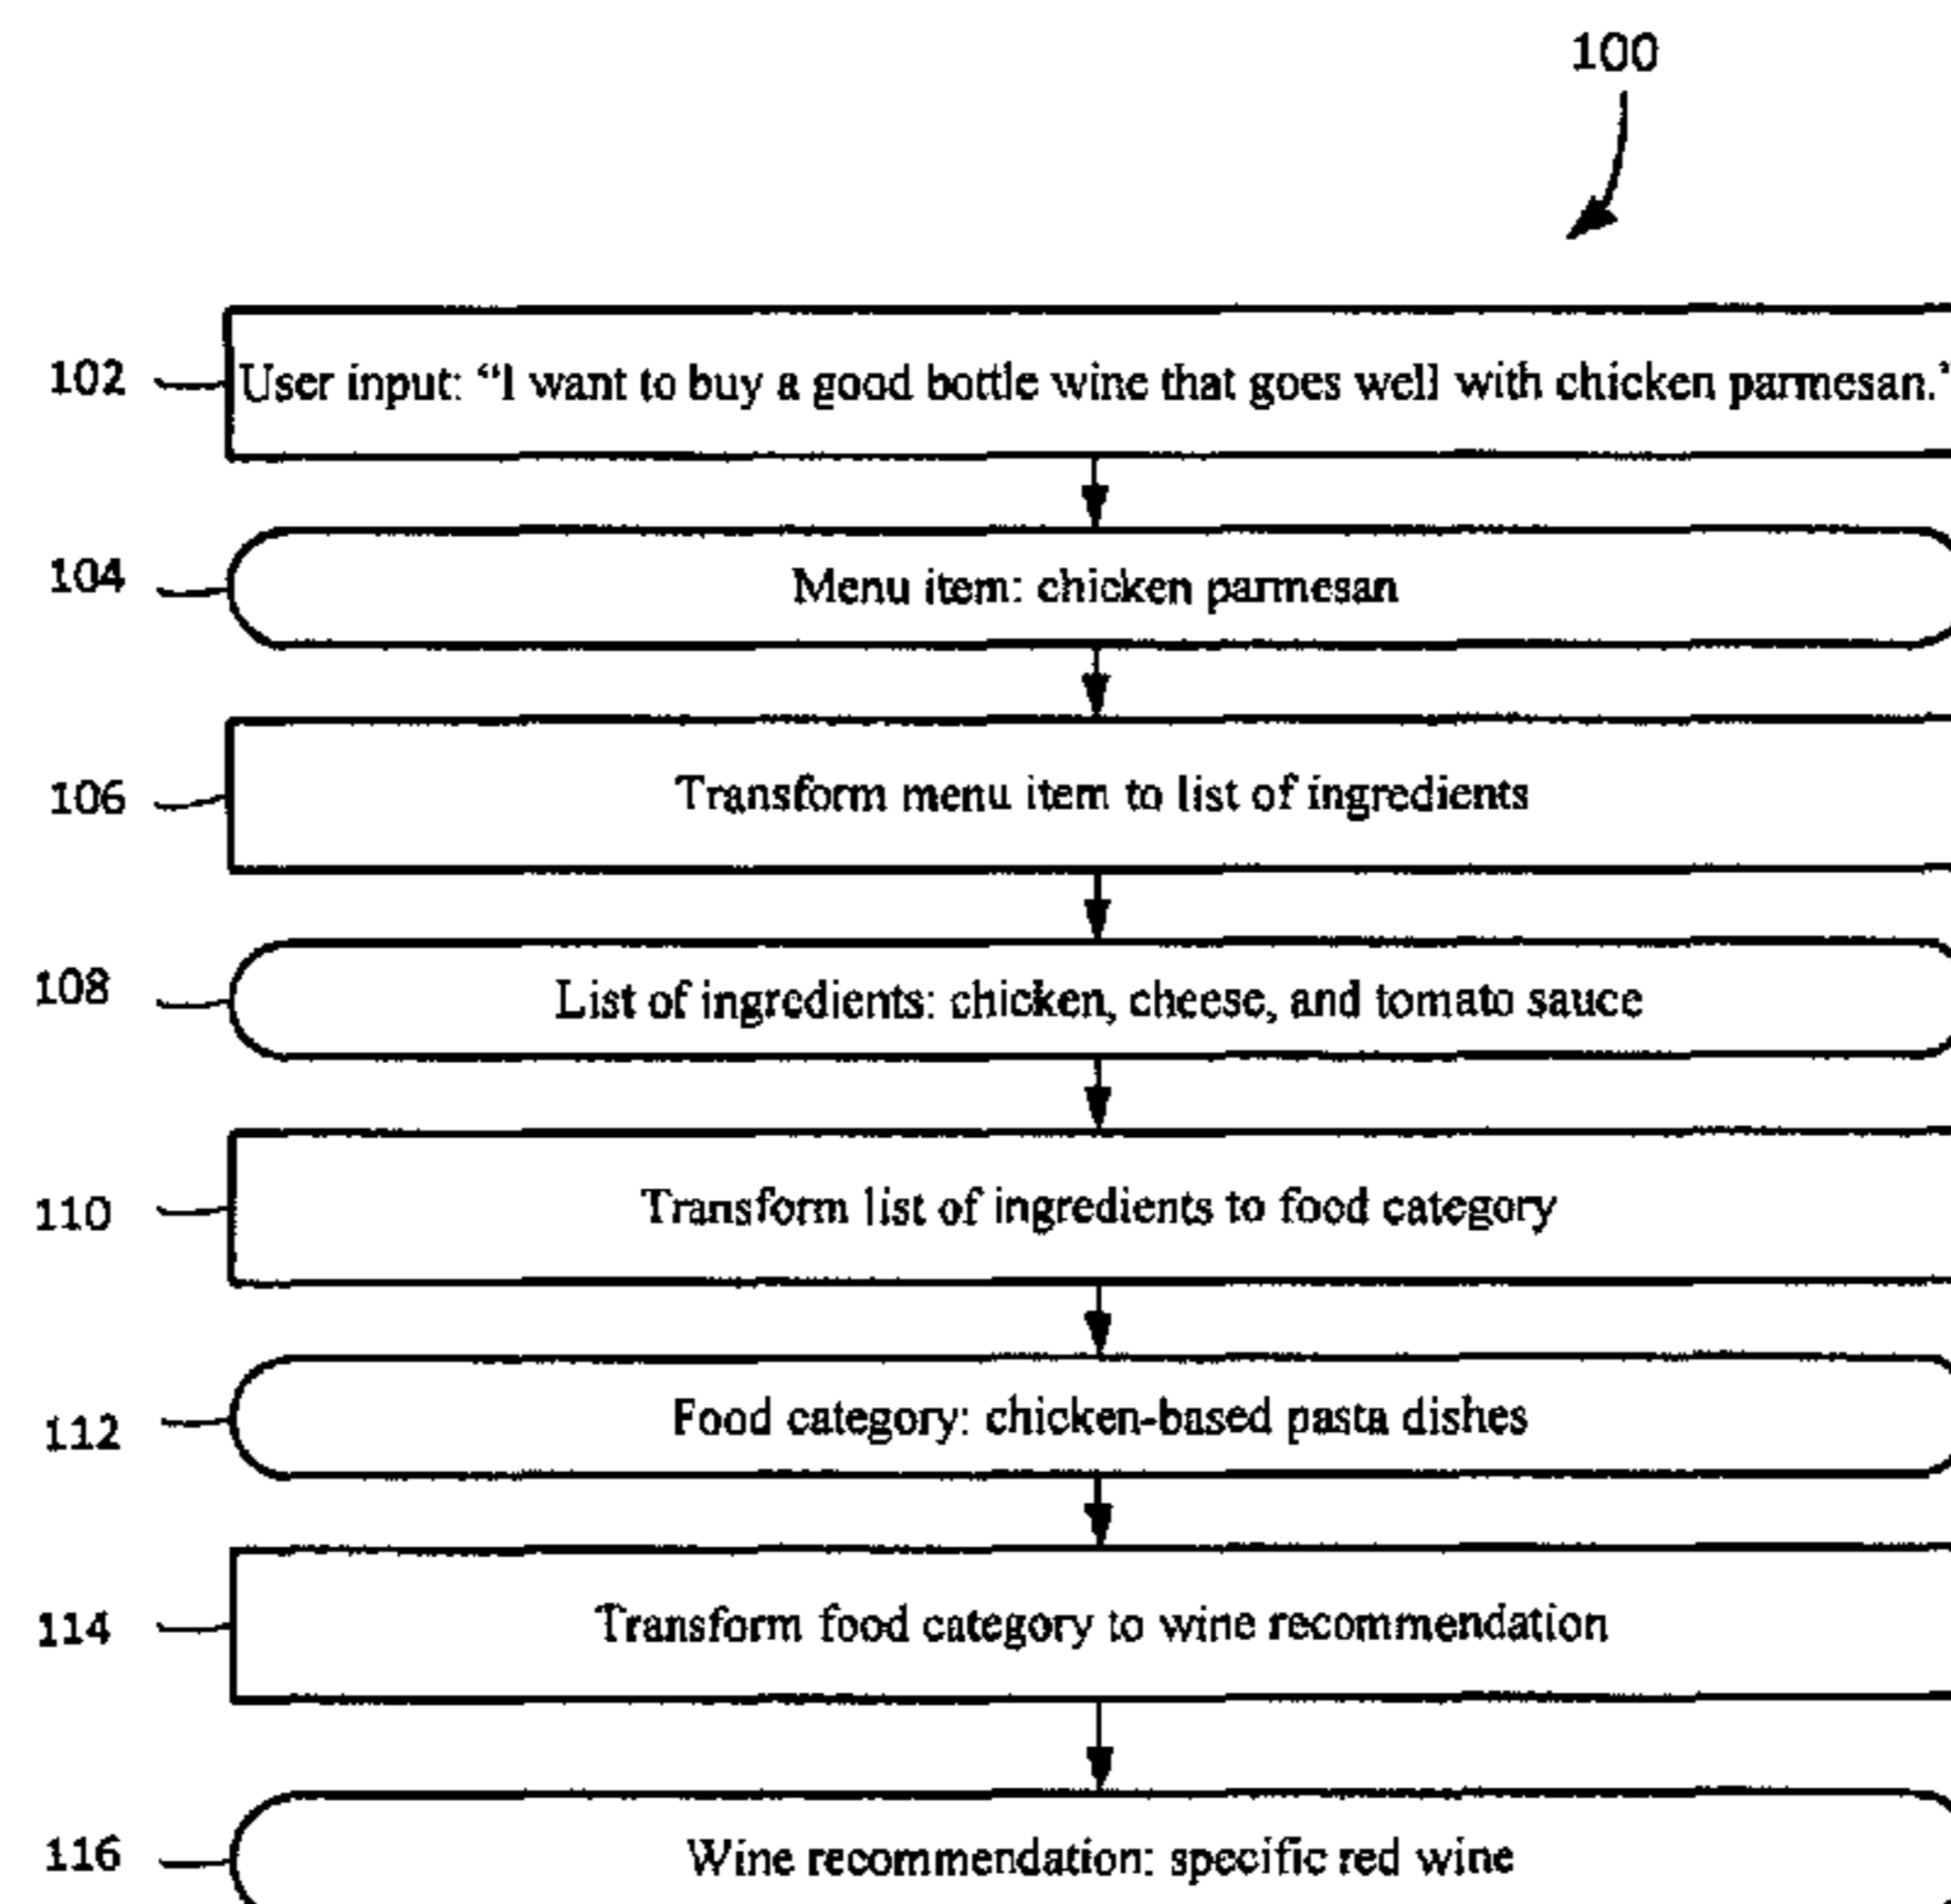 100
102 User input: “I want to buy a good bottle wine that goes well with chicken parmesan.”
104 Menu item: chicken parmesan
106 Transform menu item to list of ingredients
108 List of ingredients: chicken, cheese, and tomato sauce
110 Transform list of ingredients to food category
112 Food category: chicken-based pasta dishes
114 Transform food category to wine recommendation
116 Wine recommendation: specific red wine